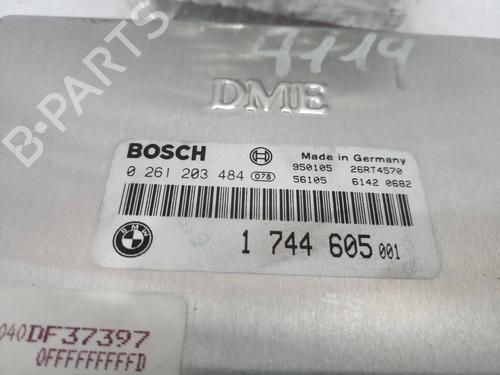 4119
B-PARTS
DME
BOSCH
Made in Germany
0 261 203 484 078
950105 26RT4570
56105 6142 0682
BMW
1 744 605 001
040DF37397
0FFFFFFFFFD